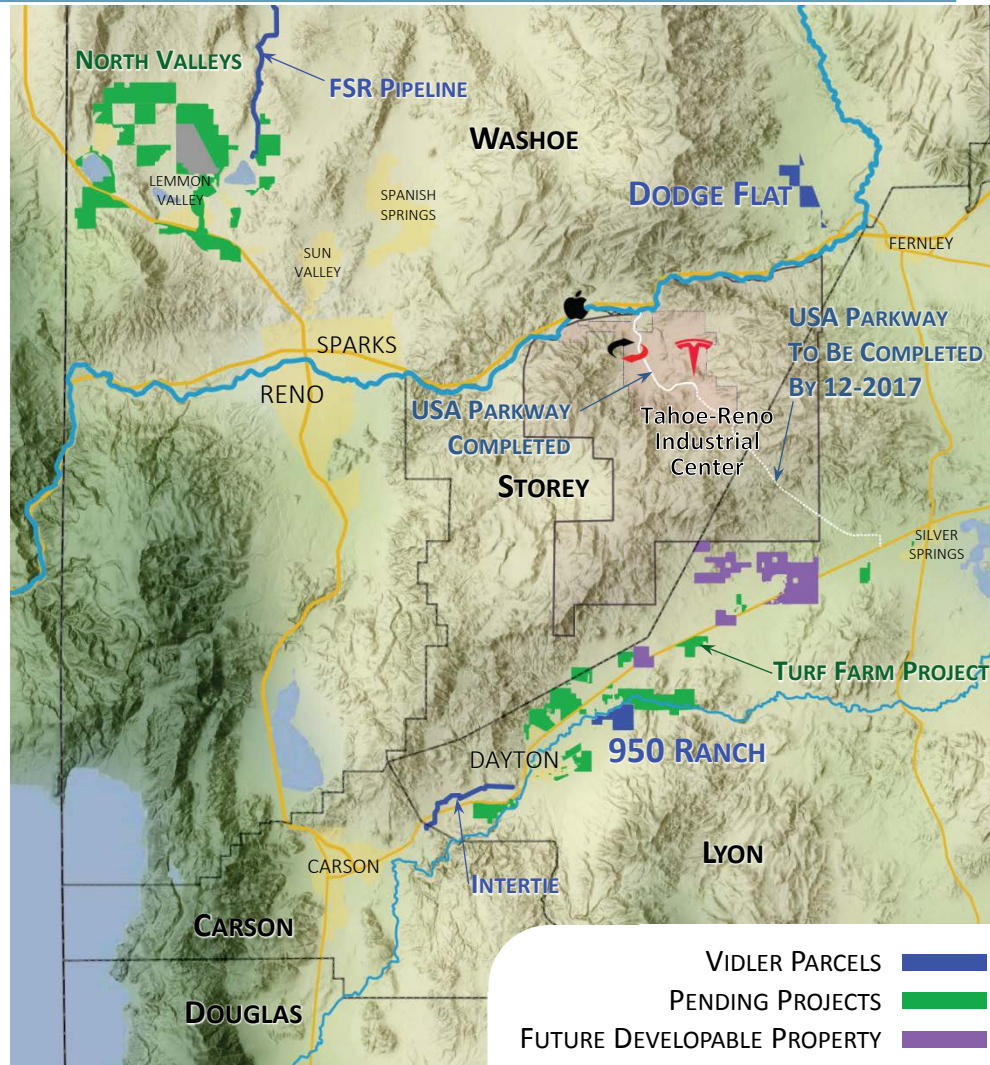 North Valleys
FSR Pipeline
Washoe
Lemmon
Valley
Spanish
Springs
Dodge Flat
Sun
Valley
Fernley
Sparks
Reno
USA Parkway
To Be Completed
By 12-2017
USA Parkway
Completed
Tahoe-Reno
Industrial
Center
Storey
Silver
Springs
Turf Farm Project
Dayton
950 Ranch
Lyon
Carson
Intertie
Carson
Douglas
Vidler Parcels
Pending Projects
Future Developable Property